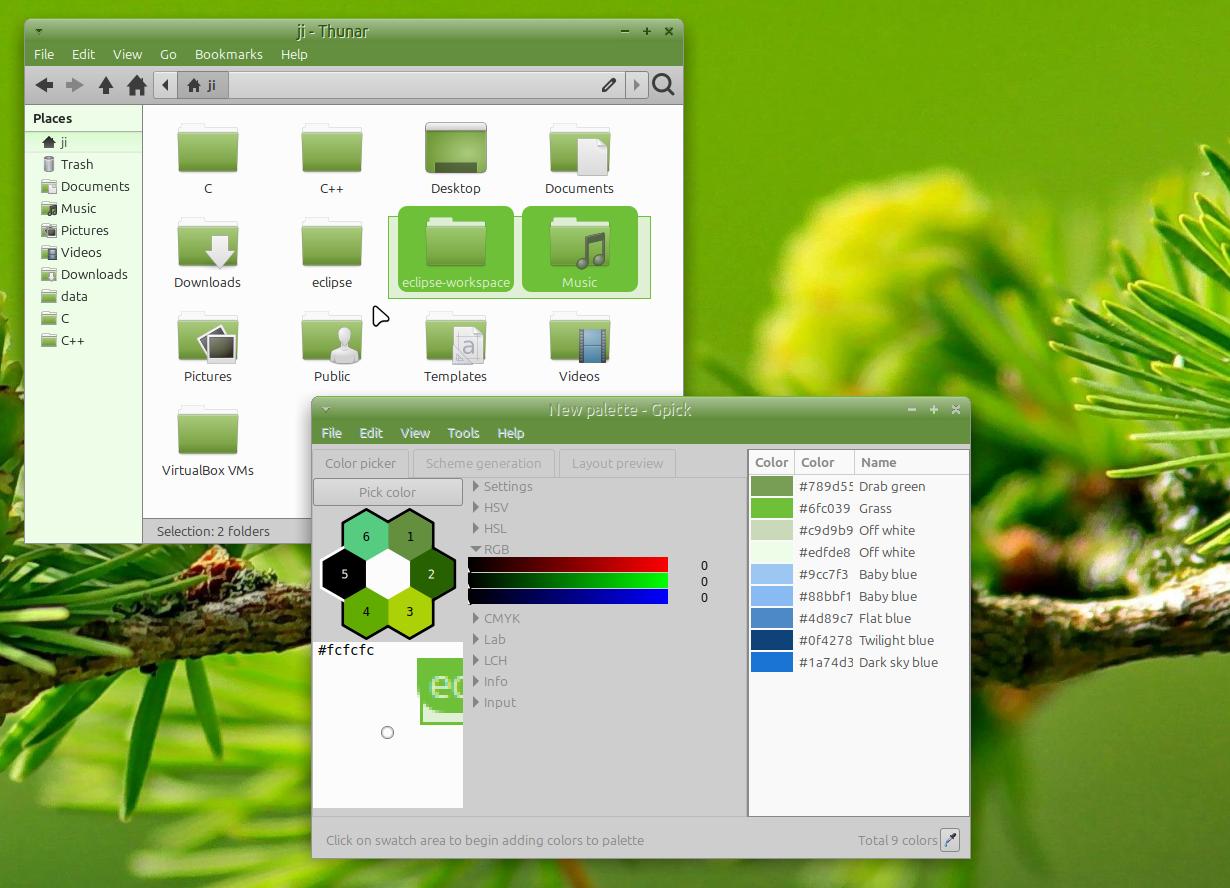 ji - Thunar
File Edit View Go Bookmarks Help
ji
Places
ji
Trash
Documents
Music
Pictures
Videos
Downloads
data
C
C++
C C++ Desktop Documents
Downloads eclipse eclipse-workspace Music
Pictures Public a Templates Videos
VirtualBox VMs
Selection: 2 folders
New palette - Gpick
File Edit View Tools Help
Color picker Scheme generation Layout preview
Pick color
6 1
5 2
4 3
#fcfcfc
ec
Settings
HSV
HSL
RGB
0
0
0
CMYK
Lab
LCH
Info
Input
Color Color Name
#789d55 Drab green
#6fc039 Grass
#c9d9b9 Off white
#edfde8 Off white
#9cc7f3 Baby blue
#88bbf1 Baby blue
#4d89c7 Flat blue
#0f4278 Twilight blue
#1a74d3 Dark sky blue
Click on swatch area to begin adding colors to palette
Total 9 colors